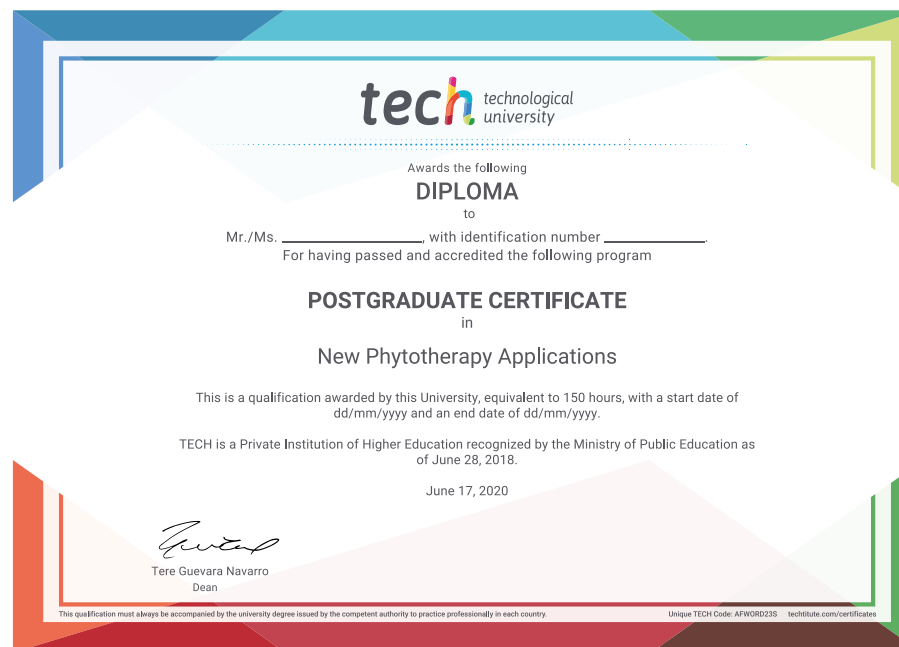 tech technological
university
Awards the following
DIPLOMA
to
Mr./Ms. ____________, with identification number ____________.
For having passed and accredited the following program
POSTGRADUATE CERTIFICATE
in
New Phytotherapy Applications
This is a qualification awarded by this University, equivalent to 150 hours, with a start date of
dd/mm/yyyy and an end date of dd/mm/yyyy.
TECH is a Private Institution of Higher Education recognized by the Ministry of Public Education as
of June 28, 2018.
June 17, 2020
Tere Guevara Navarro
Dean
This qualification must always be accompanied by the university degree issued by the competent authority to practice professionally in each country. Unique TECH Code: AFWORD23S techtitute.com/certificates